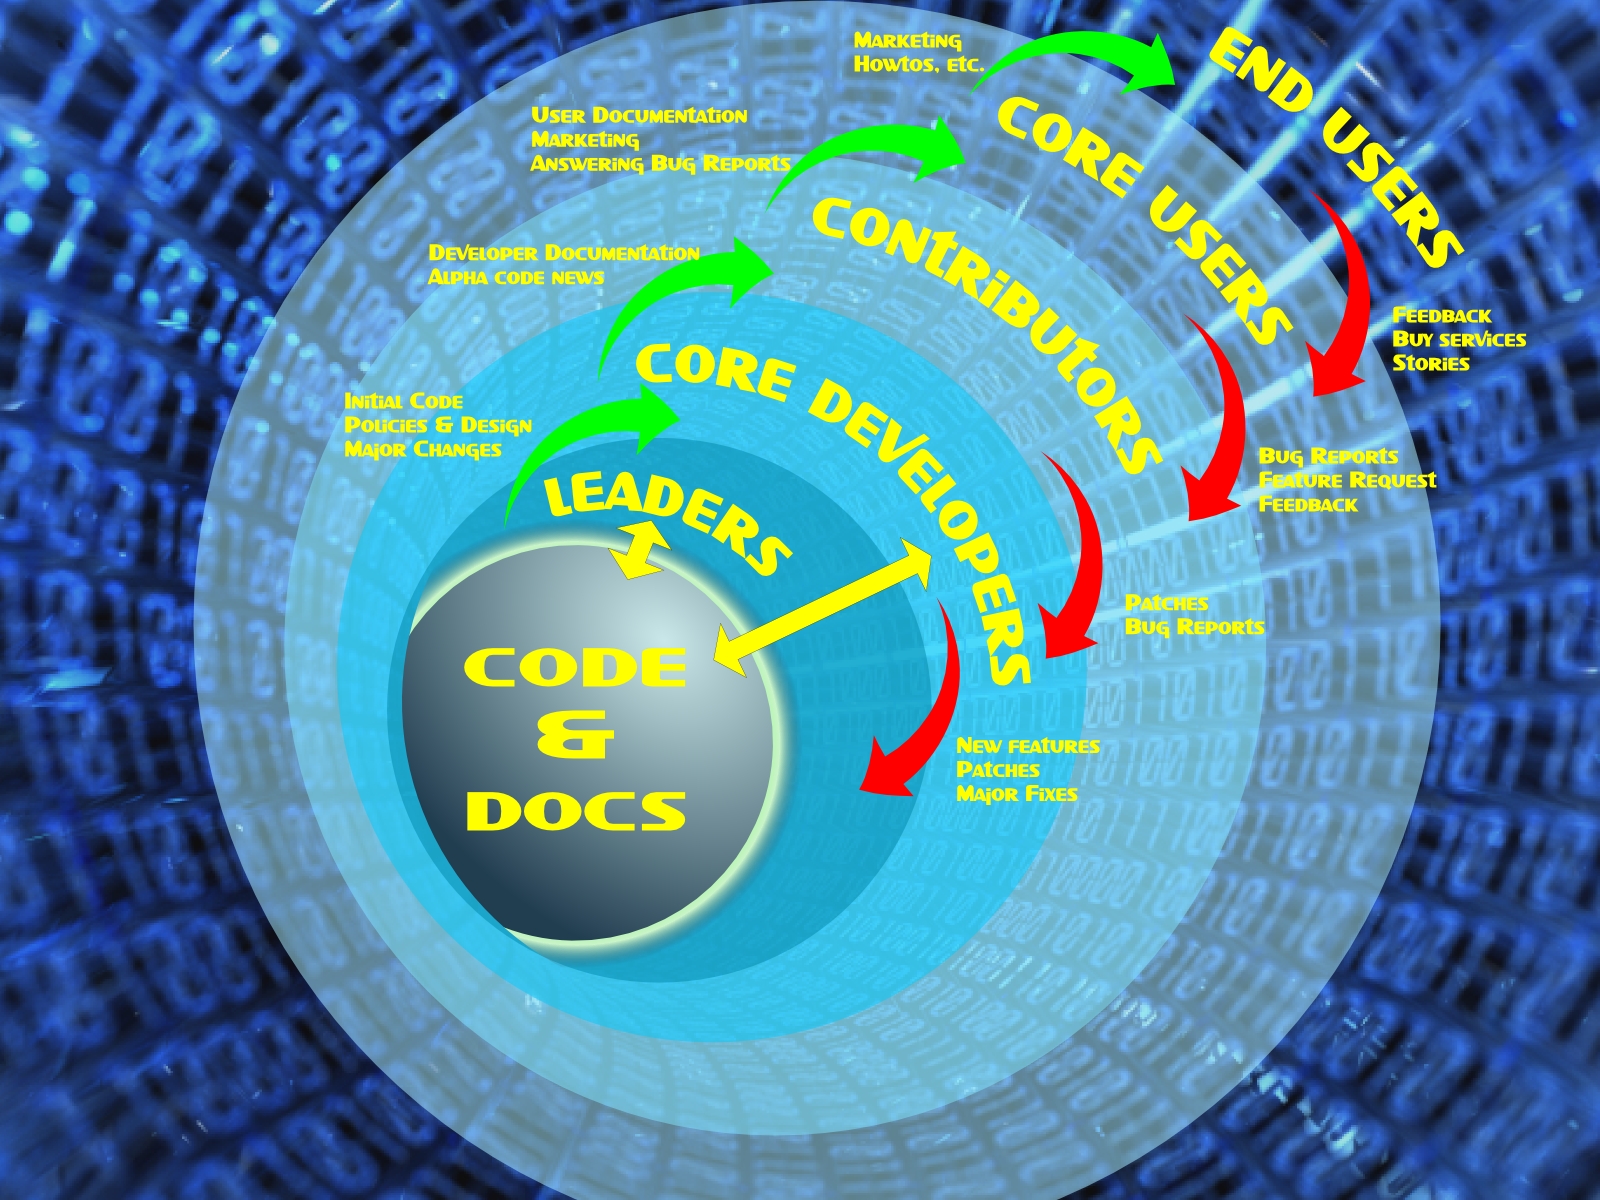 Marketing
Howtos, etc.
END USERS
User Documentation
Marketing
Answering Bug Reports
CORE USERS
Developer Documentation
Alpha code news
CONTRIBUTORS
Feedback
Buy services
Stories
Initial Code
Policies & Design
Major Changes
CORE DEVELOPERS
Bug Reports
Feature Request
Feedback
LEADERS
Patches
Bug Reports
CODE
&
DOCS
New features
Patches
Major Fixes